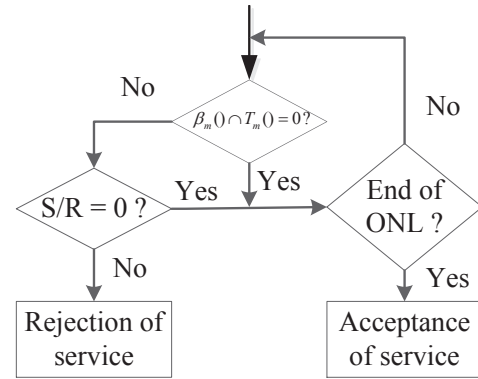 No
β_m() ∩ T_m() = 0 ?
No
Yes
Yes
S/R = 0 ?
End of
ONL ?
No
Yes
Rejection of
service
Acceptance
of service